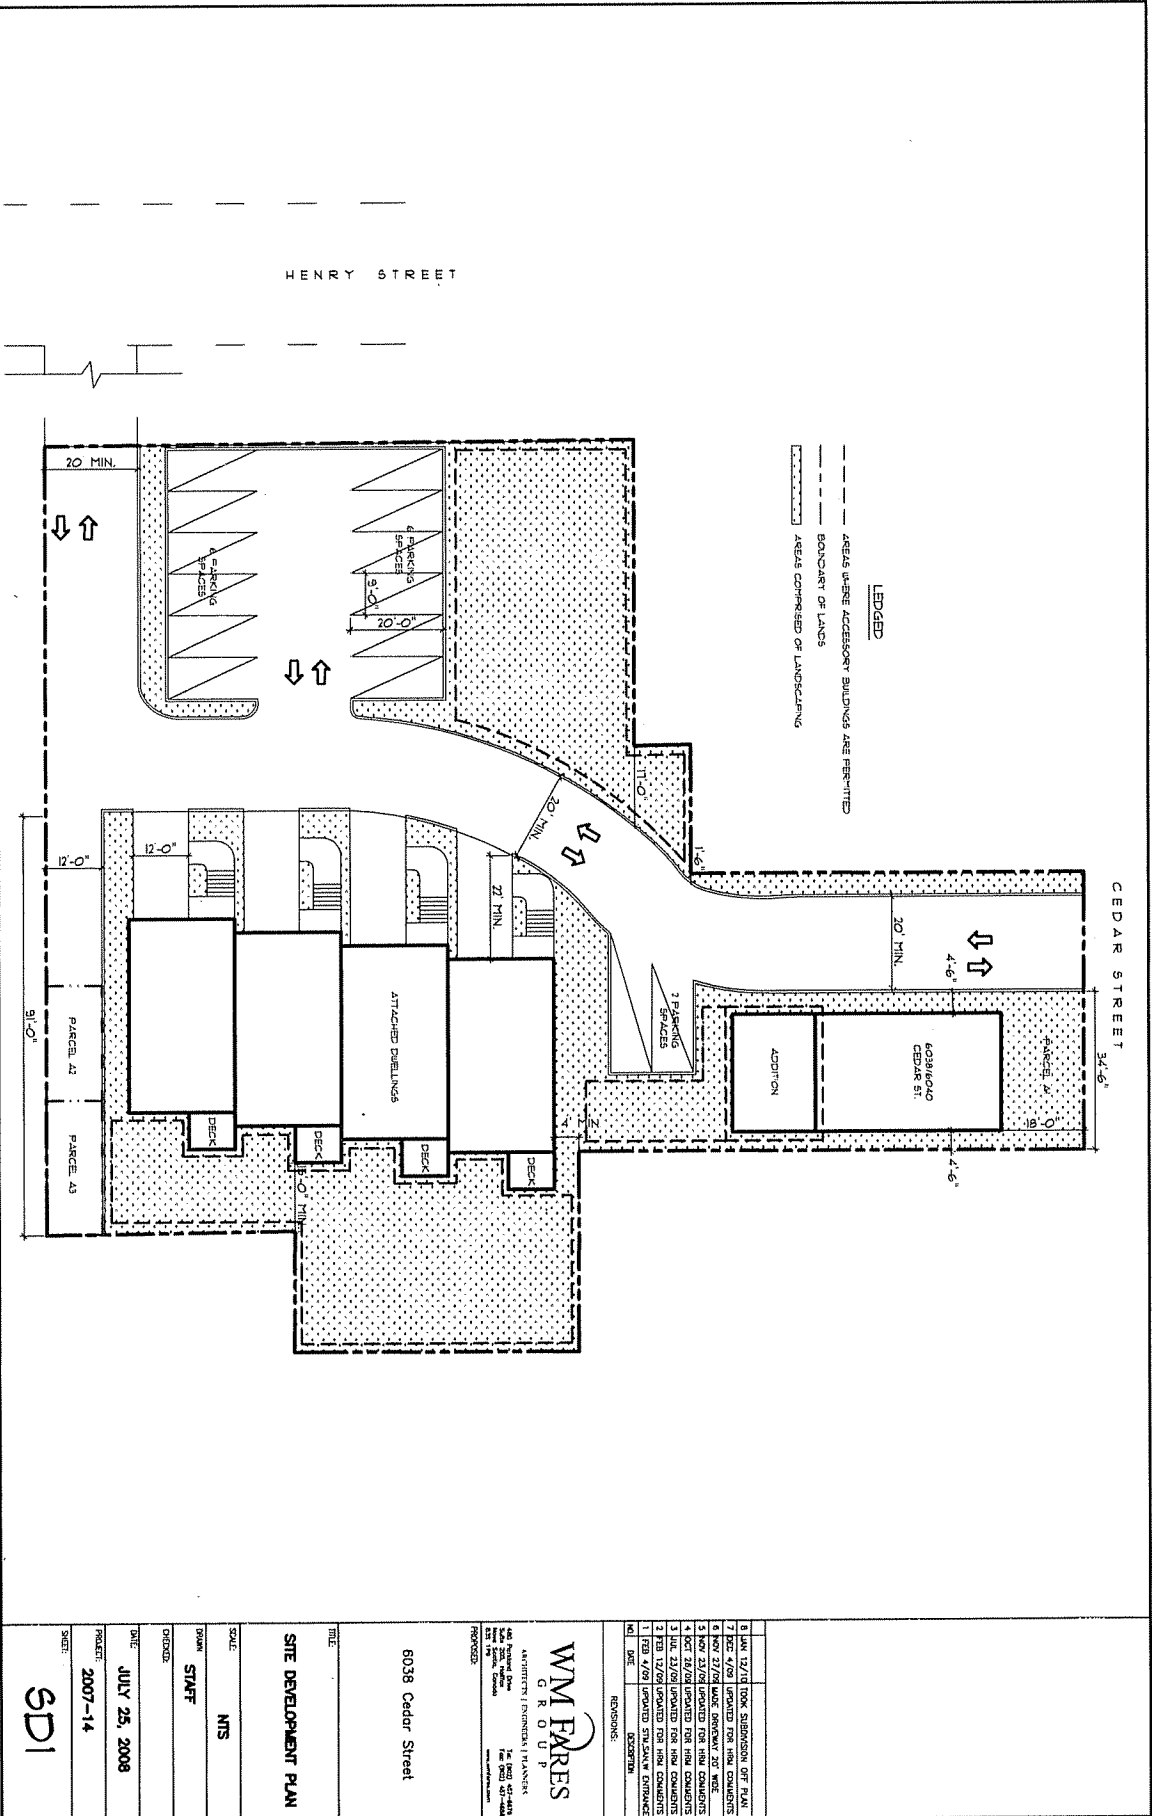 HENRY STREET
CEDAR STREET
LEDGED
AREAS WHERE ACCESSORY BUILDINGS ARE PERMITTED
BOUNDARY OF LANDS
AREAS COMPRISED OF LANDSCAPING
20 MIN.
6 PARKING
SPACES
6 PARKING
SPACES
9'-0"
20'-0"
17'-0"
1'-6"
20' MIN.
20' MIN.
4'-6"
34'-6"
PARCEL
18'-0"
4'-6"
6038/6040
CEDAR ST.
ADDITION
2 PARKING
SPACES
22' MIN.
12'-0"
12'-0"
91'-0"
ATTACHED DWELLINGS
PARCEL A2
PARCEL A3
DECK
DECK
DECK
DECK
4' MIN
MIN.
8 JAN 12/10 TOOK SUBDIVISION OFF PLAN
7 DEC 4/09 UPDATED FOR HRM COMMENTS
6 NOV 27/09 MADE DRIVEWAY 20' WIDE
5 NOV 23/09 UPDATED FOR HRM COMMENTS
4 OCT 28/09 UPDATED FOR HRM COMMENTS
3 JUL 23/09 UPDATED FOR HRM COMMENTS
2 FEB 12/09 UPDATED FOR HRM COMMENTS
1 FEB 4/09 UPDATED STM,SAN,W ENTRANCE
NO DATE DESCRIPTION
REVISIONS:
WM FARES
GROUP
ARCHITECTS | ENGINEERS | PLANNERS
PROPOSED:
6038 Cedar Street
TITLE:
SITE DEVELOPMENT PLAN
SCALE:
NTS
DRAWN
STAFF
CHECKED:
DATE:
JULY 25, 2008
PROJECT:
2007-14
SHEET:
SD1